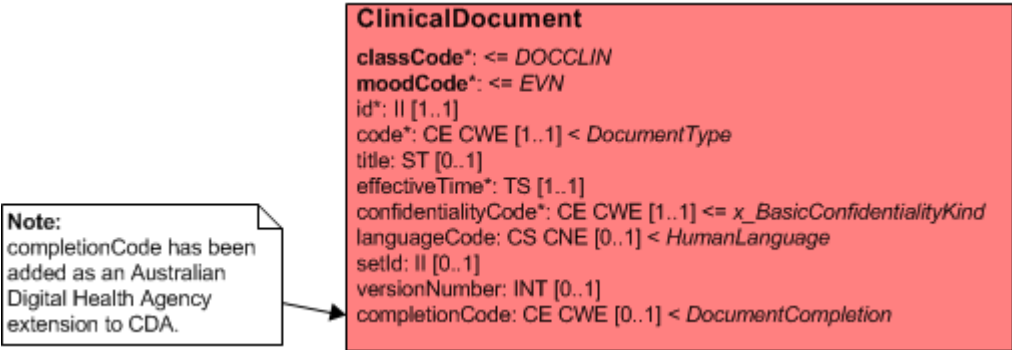 ClinicalDocument
classCode*: <= DOCCLIN
moodCode*: <= EVN
id*: II [1..1]
code*: CE CWE [1..1] < DocumentType
title: ST [0..1]
effectiveTime*: TS [1..1]
confidentialityCode*: CE CWE [1..1] <= x_BasicConfidentialityKind
languageCode: CS CNE [0..1] < HumanLanguage
setId: II [0..1]
versionNumber: INT [0..1]
completionCode: CE CWE [0..1] < DocumentCompletion
Note:
completionCode has been
added as an Australian
Digital Health Agency
extension to CDA.